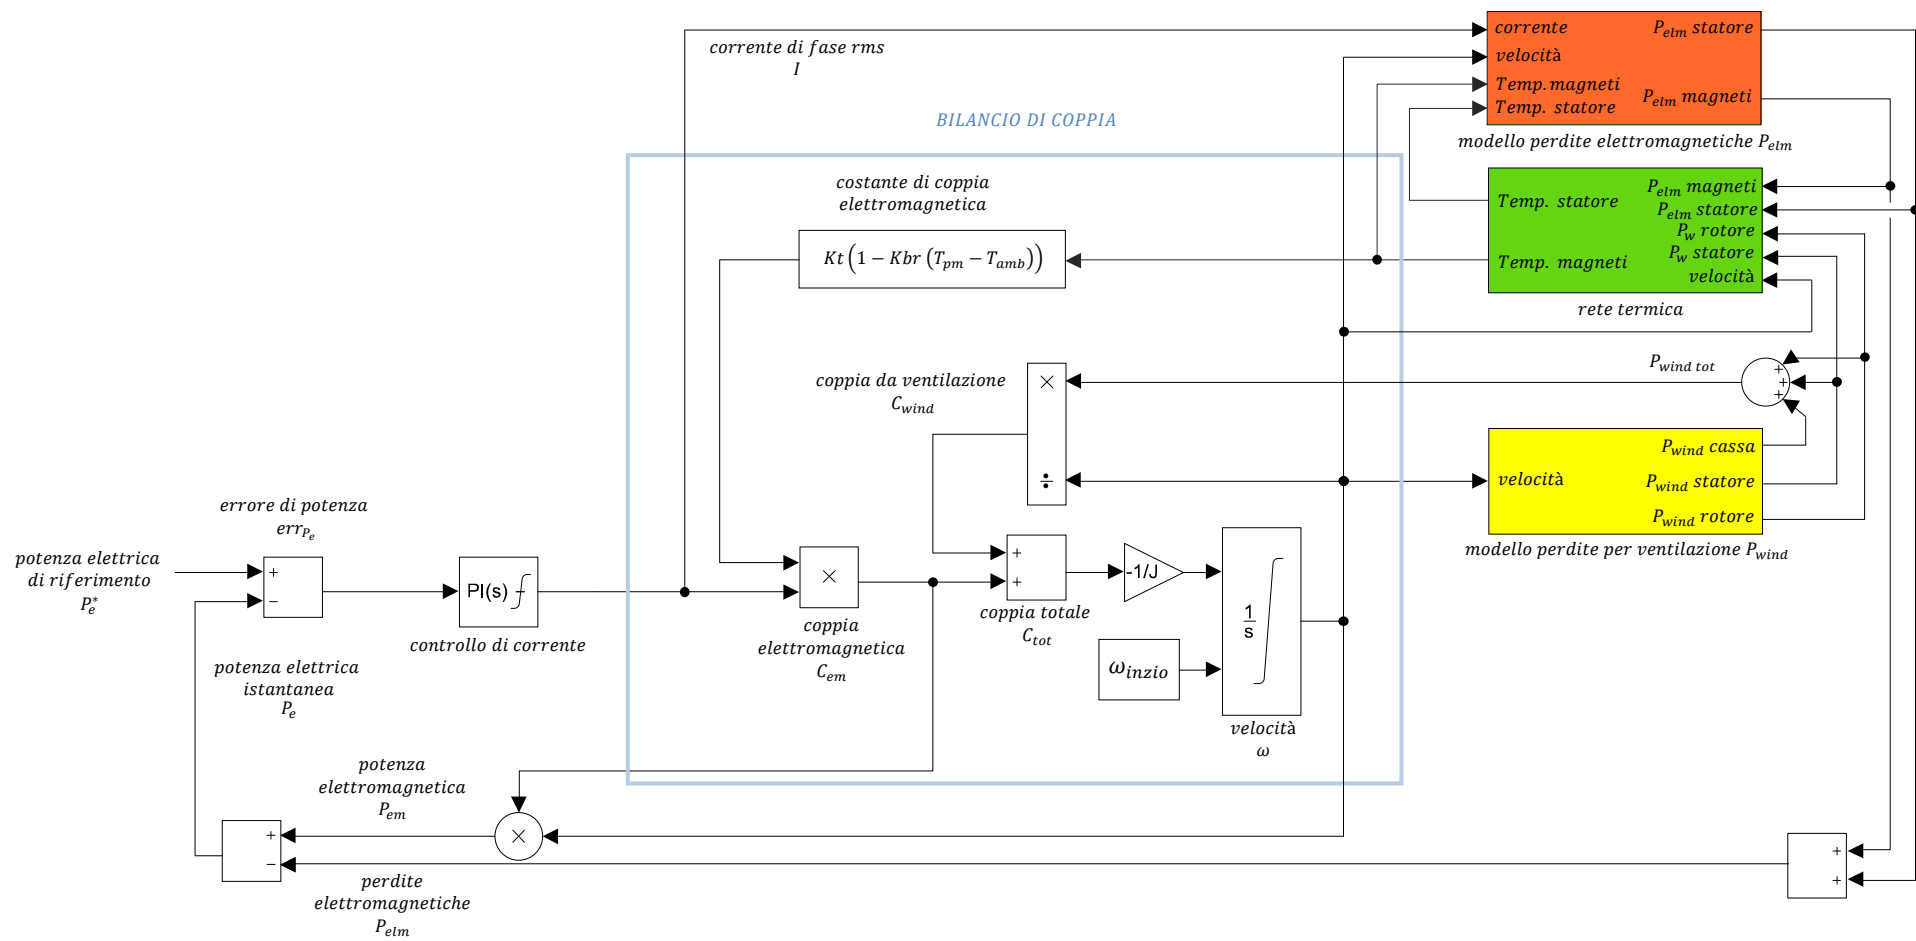 corrente di fase rms
I
corrente
velocità
Temp. magneti
Temp. statore
P_elm statore
P_elm magneti
modello perdite elettromagnetiche P_elm
BILANCIO DI COPPIA
costante di coppia
elettromagnetica
Kt (1 − Kbr (T_pm − T_amb))
Temp. statore
Temp. magneti
P_elm magneti
P_elm statore
P_w rotore
P_w statore
velocità
rete termica
coppia da ventilazione
C_wind
×
÷
P_wind tot
+
+
+
velocità
P_wind cassa
P_wind statore
P_wind rotore
modello perdite per ventilazione P_wind
errore di potenza
err_Pe
potenza elettrica
di riferimento
P_e^*
+
−
PI(s)
controllo di corrente
potenza elettrica
istantanea
P_e
×
coppia
elettromagnetica
C_em
+
+
coppia totale
C_tot
-1/J
ω_inzio
1
s
velocità
ω
potenza
elettromagnetica
P_em
×
+
−
perdite
elettromagnetiche
P_elm
+
+